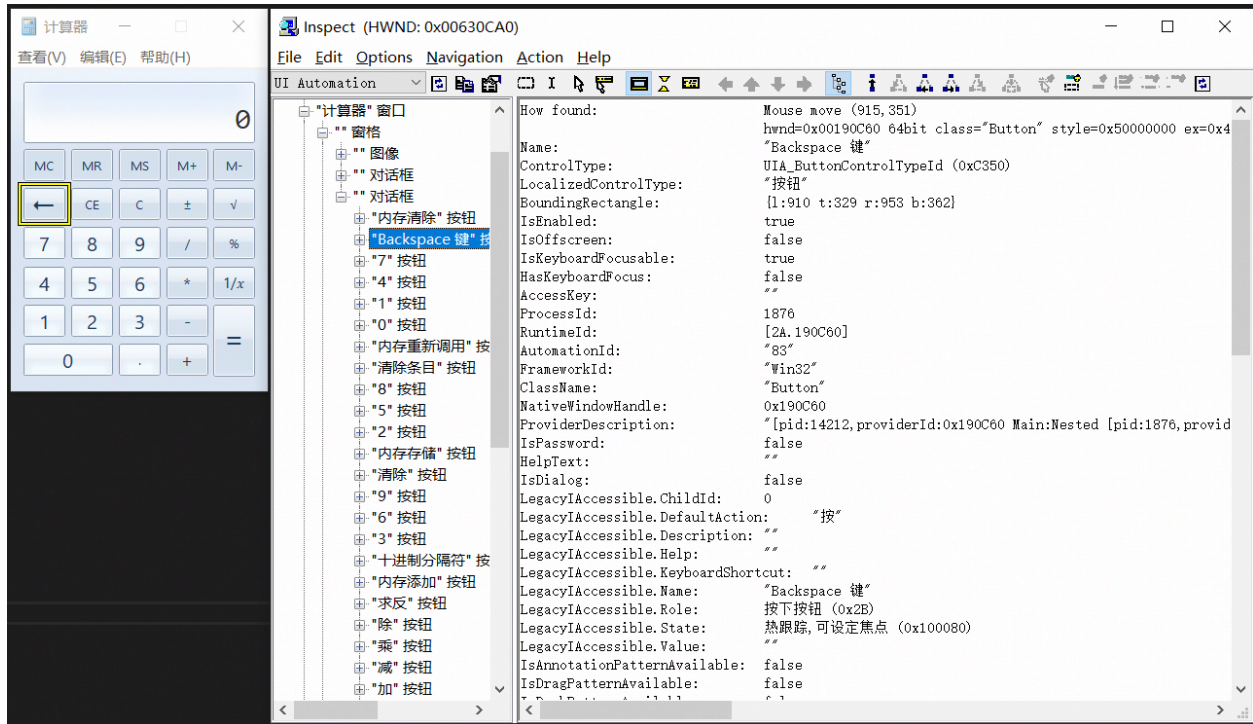 计算器
查看(V) 编辑(E) 帮助(H)
0
MC MR MS M+ M-
← CE C ± √
7 8 9 / %
4 5 6 * 1/x
1 2 3 - =
0 . +
Inspect (HWND: 0x00630CA0)
File Edit Options Navigation Action Help
UI Automation
"计算器" 窗口
"" 窗格
"" 图像
"" 对话框
"" 对话框
"内存清除" 按钮
"Backspace 键" 按
"7" 按钮
"4" 按钮
"1" 按钮
"0" 按钮
"内存重新调用" 按
"清除条目" 按钮
"8" 按钮
"5" 按钮
"2" 按钮
"内存存储" 按钮
"清除" 按钮
"9" 按钮
"6" 按钮
"3" 按钮
"十进制分隔符" 按
"内存添加" 按钮
"求反" 按钮
"除" 按钮
"乘" 按钮
"减" 按钮
"加" 按钮
How found: Mouse move (915,351)
hwnd=0x00190C60 64bit class="Button" style=0x50000000 ex=0x4
Name: "Backspace 键"
ControlType: UIA_ButtonControlTypeId (0xC350)
LocalizedControlType: "按钮"
BoundingRectangle: {l:910 t:329 r:953 b:362}
IsEnabled: true
IsOffscreen: false
IsKeyboardFocusable: true
HasKeyboardFocus: false
AccessKey: ""
ProcessId: 1876
RuntimeId: [2A.190C60]
AutomationId: "83"
FrameworkId: "Win32"
ClassName: "Button"
NativeWindowHandle: 0x190C60
ProviderDescription: "[pid:14212,providerId:0x190C60 Main:Nested [pid:1876,provid
IsPassword: false
HelpText: ""
IsDialog: false
LegacyIAccessible.ChildId: 0
LegacyIAccessible.DefaultAction: "按"
LegacyIAccessible.Description: ""
LegacyIAccessible.Help: ""
LegacyIAccessible.KeyboardShortcut: ""
LegacyIAccessible.Name: "Backspace 键"
LegacyIAccessible.Role: 按下按钮 (0x2B)
LegacyIAccessible.State: 热跟踪,可设定焦点 (0x100080)
LegacyIAccessible.Value: ""
IsAnnotationPatternAvailable: false
IsDragPatternAvailable: false